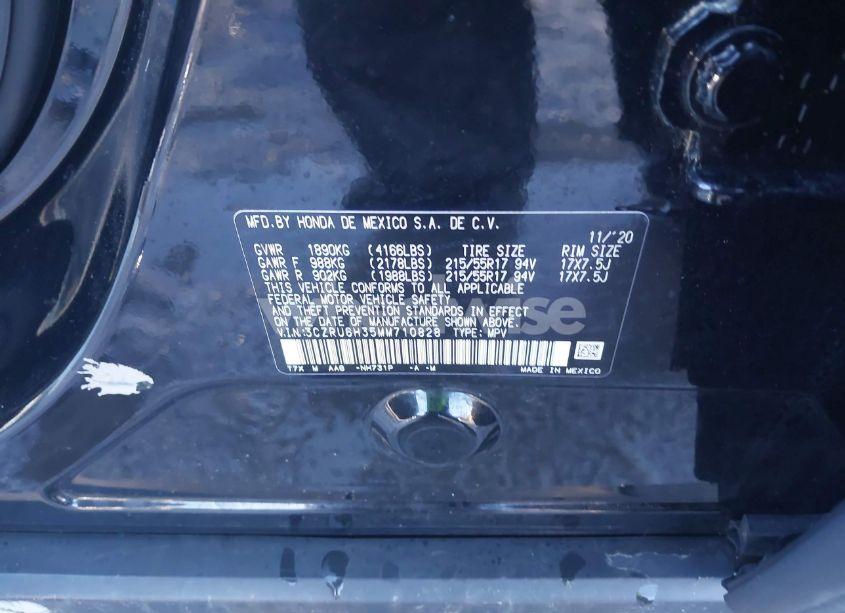 MFD.BY HONDA DE MEXICO S.A. DE C.V.
11/'20
GVWR 1890KG (4166LBS) TIRE SIZE RIM SIZE
GAWR F 988KG (2178LBS) 215/55R17 94V 17X7.5J
GAWR R 902KG (1988LBS) 215/55R17 94V 17X7.5J
THIS VEHICLE CONFORMS TO ALL APPLICABLE
FEDERAL MOTOR VEHICLE SAFETY
AND THEFT PREVENTION STANDARDS IN EFFECT
ON THE DATE OF MANUFACTURE SHOWN ABOVE.
V.I.N:3CZRU6H35MM710828 TYPE: MPV
T7X M AA6 -NH731P -A -M MADE IN MEXICO